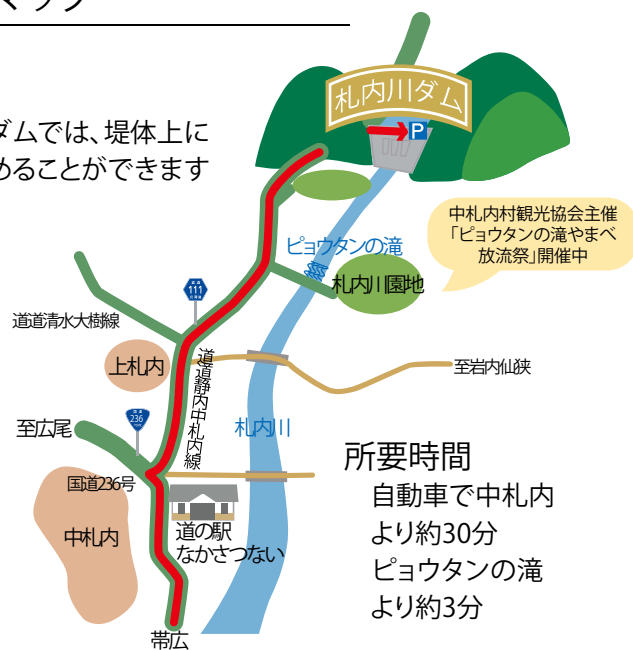 マップ
ダムでは、堤体上に
めることができます
札内川ダム
P
中札内村観光協会主催
「ピョウタンの滝やまべ
放流祭」開催中
ピョウタンの滝
札内川園地
111
道道清水大樹線
上札内
道道静内中札内線
至岩内仙狭
236
至広尾
札内川
国道236号
中札内
道の駅
なかさつない
帯広
所要時間
自動車で中札内
より約30分
ピョウタンの滝
より約3分